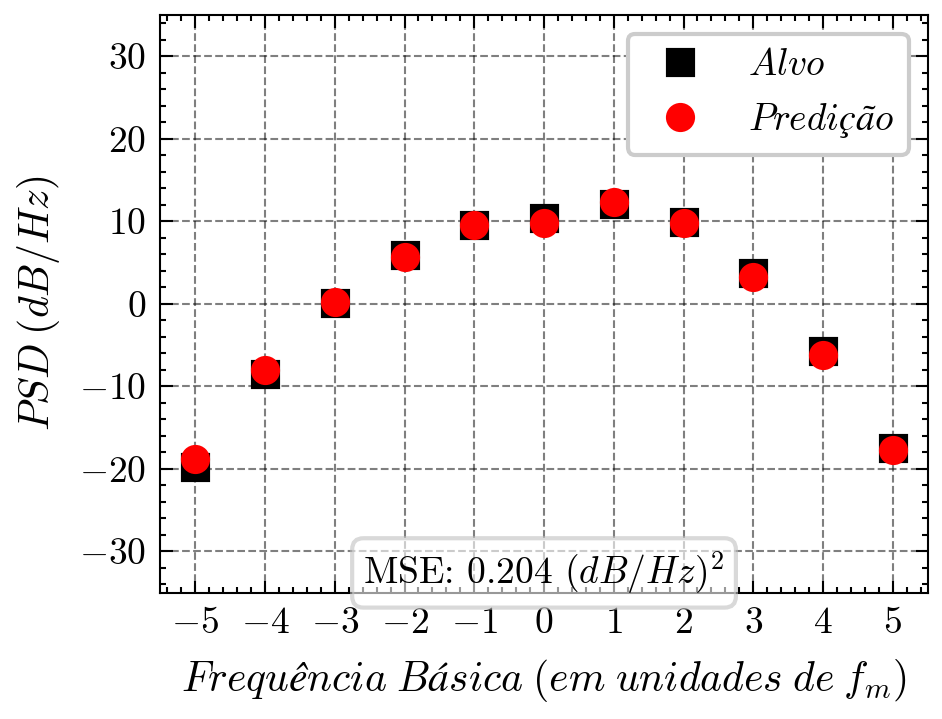 30
20
10
0
−10
−20
−30
PSD (dB/Hz)
Alvo
Predição
MSE: 0.204 (dB/Hz)²
−5 −4 −3 −2 −1 0 1 2 3 4 5
Frequência Básica (em unidades de fₘ)